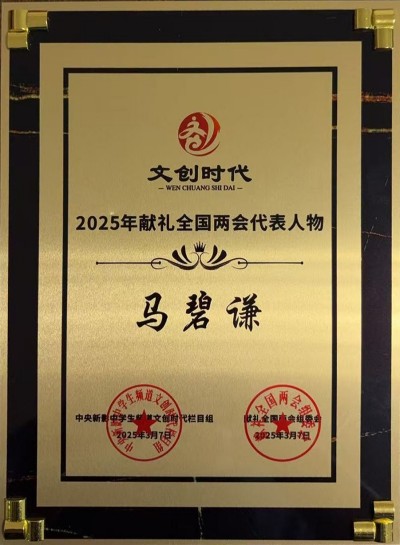 文创时代
WEN CHUANG SHI DAI
2025年献礼全国两会代表人物
马碧谦
中央新影中学生频道文创时代栏目组
2025年3月7日
献礼全国两会组委会
2025年3月7日